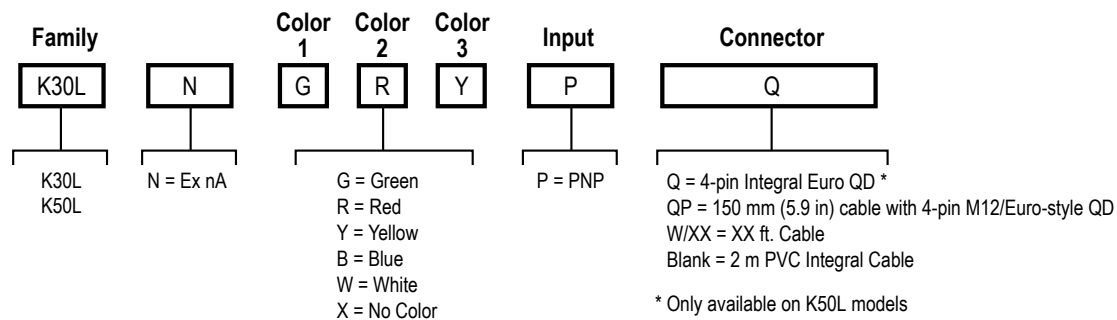 Family
Color 1
Color 2
Color 3
Input
Connector
K30L
N
G
R
Y
P
Q
K30L
K50L
N = Ex nA
G = Green
R = Red
Y = Yellow
B = Blue
W = White
X = No Color
P = PNP
Q = 4-pin Integral Euro QD *
QP = 150 mm (5.9 in) cable with 4-pin M12/Euro-style QD
W/XX = XX ft. Cable
Blank = 2 m PVC Integral Cable
* Only available on K50L models